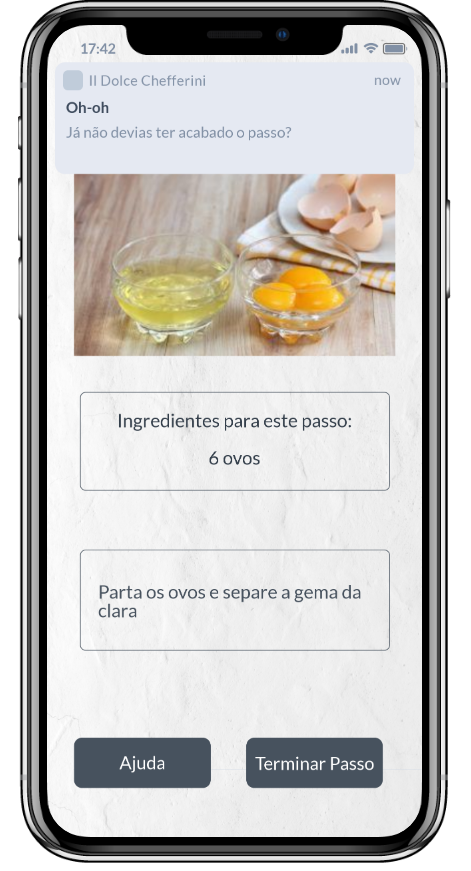 17:42
Il Dolce Chefferini
now
Oh-oh
Já não devias ter acabado o passo?
Ingredientes para este passo:
6 ovos
Parta os ovos e separe a gema da
clara
Ajuda
Terminar Passo